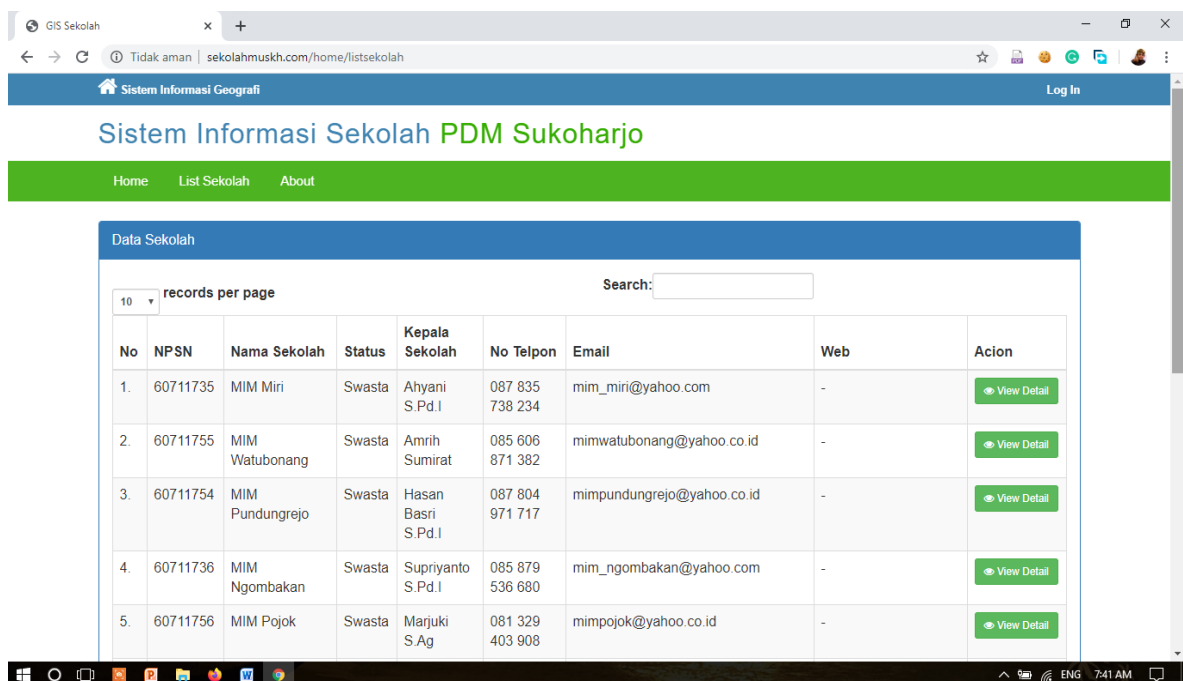 GIS Sekolah
Tidak aman | sekolahmuskh.com/home/listsekolah
Sistem Informasi Geografi
Log In
Sistem Informasi Sekolah PDM Sukoharjo
Home List Sekolah About
Data Sekolah
10 records per page
Search:
No NPSN Nama Sekolah Status Kepala Sekolah No Telpon Email Web Acion
1. 60711735 MIM Miri Swasta Ahyani S.Pd.I 087 835 738 234 mim_miri@yahoo.com - View Detail
2. 60711755 MIM Watubonang Swasta Amrih Sumirat 085 606 871 382 mimwatubonang@yahoo.co.id - View Detail
3. 60711754 MIM Pundungrejo Swasta Hasan Basri S.Pd.I 087 804 971 717 mimpundungrejo@yahoo.co.id - View Detail
4. 60711736 MIM Ngombakan Swasta Supriyanto S.Pd.I 085 879 536 680 mim_ngombakan@yahoo.com - View Detail
5. 60711756 MIM Pojok Swasta Marjuki S.Ag 081 329 403 908 mimpojok@yahoo.co.id - View Detail
ENG 7:41 AM